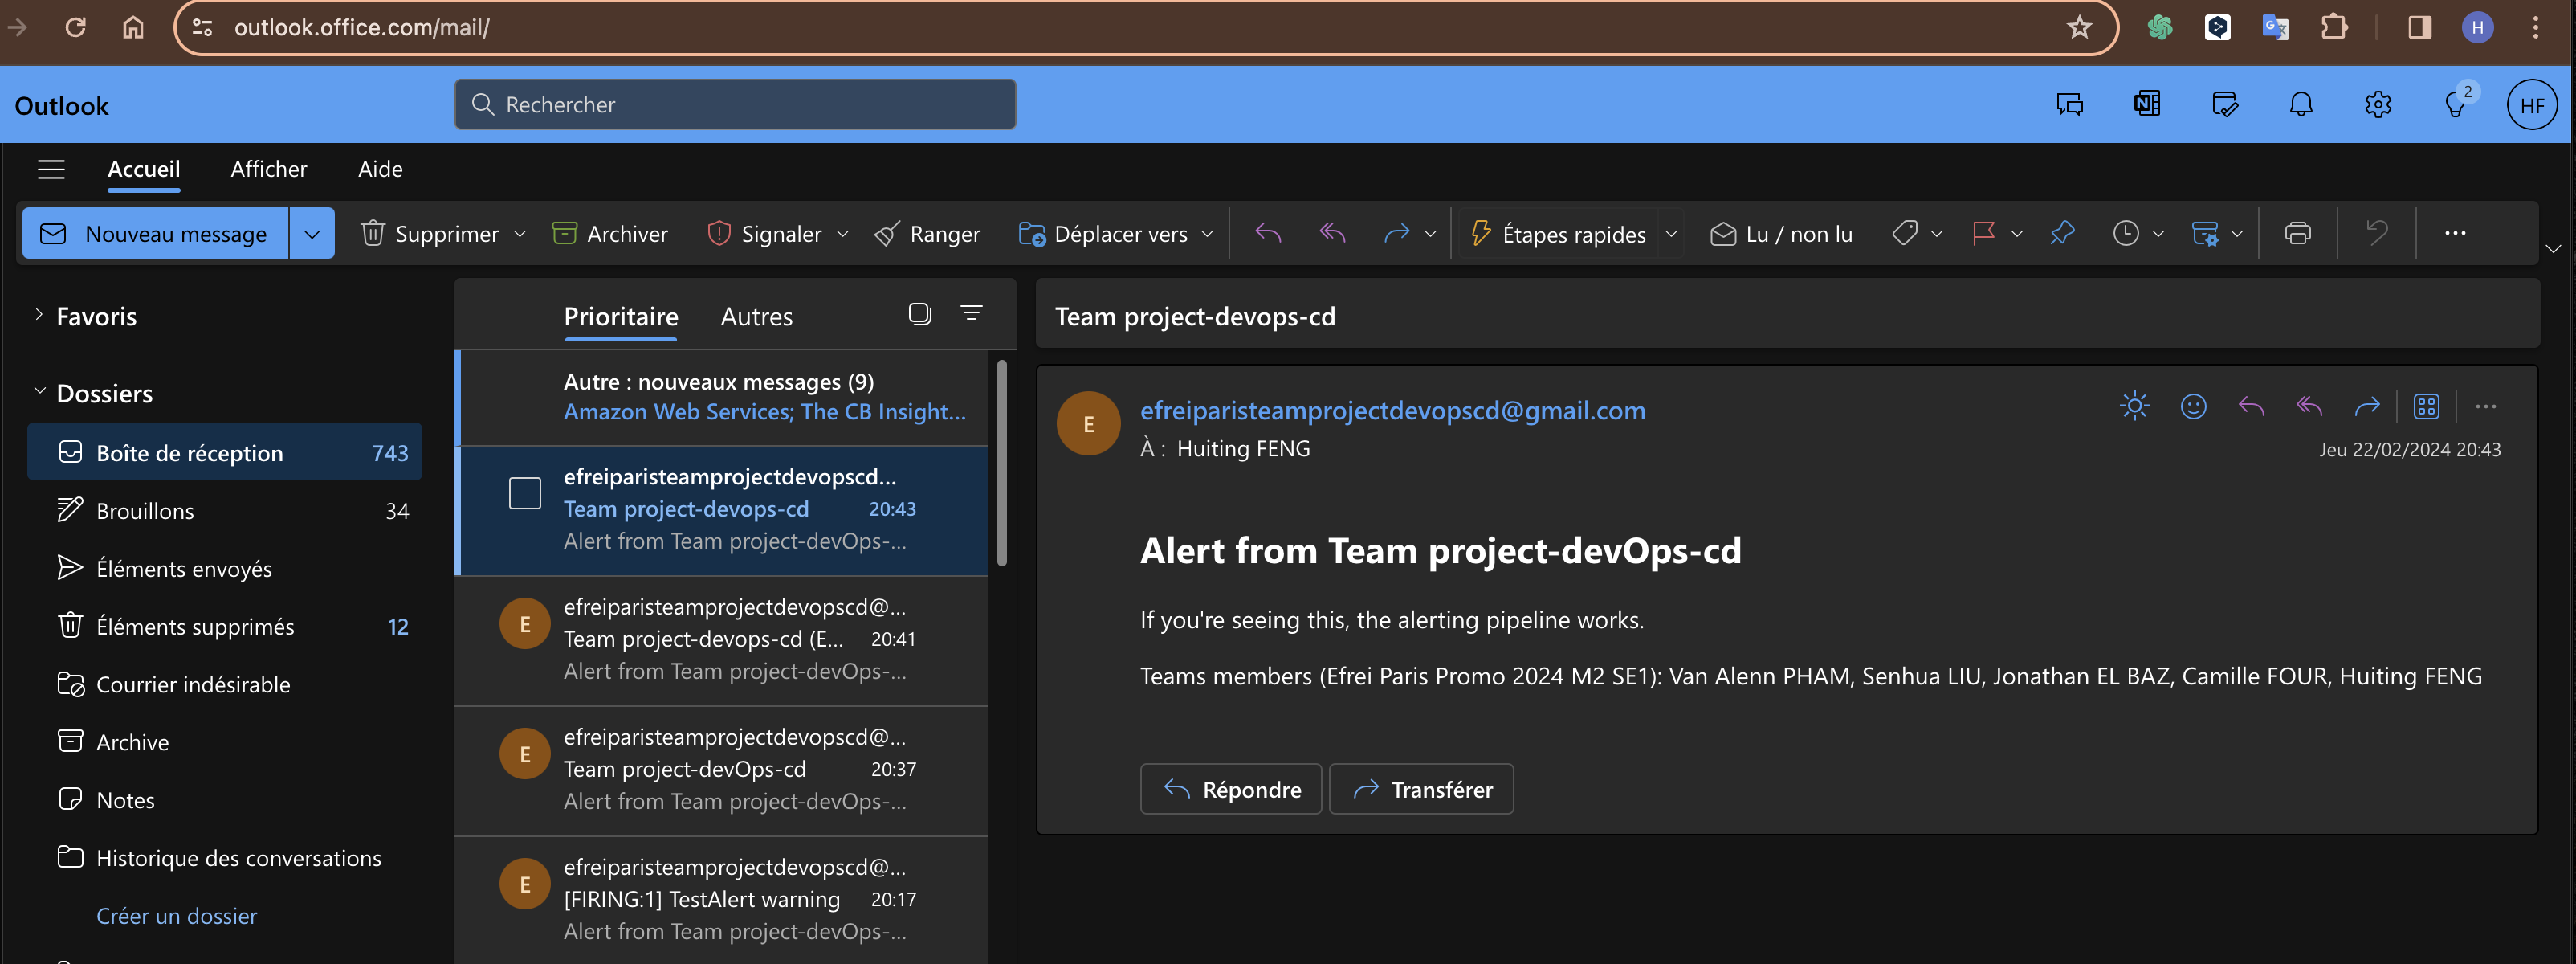 outlook.office.com/mail/
H
Outlook
Rechercher
2
HF
Accueil
Afficher
Aide
Nouveau message
Supprimer
Archiver
Signaler
Ranger
Déplacer vers
Étapes rapides
Lu / non lu
Favoris
Dossiers
Boîte de réception 743
Brouillons 34
Éléments envoyés
Éléments supprimés 12
Courrier indésirable
Archive
Notes
Historique des conversations
Créer un dossier
Prioritaire
Autres
Autre : nouveaux messages (9)
Amazon Web Services; The CB Insight...
efreiparisteamprojectdevopscd...
Team project-devops-cd 20:43
Alert from Team project-devOps-...
E
efreiparisteamprojectdevopscd@...
Team project-devops-cd (E... 20:41
Alert from Team project-devOps-...
E
efreiparisteamprojectdevopscd@...
Team project-devOps-cd 20:37
Alert from Team project-devOps-...
E
efreiparisteamprojectdevopscd@...
[FIRING:1] TestAlert warning 20:17
Alert from Team project-devOps-...
Team project-devops-cd
E
efreiparisteamprojectdevopscd@gmail.com
À : Huiting FENG
Jeu 22/02/2024 20:43
Alert from Team project-devOps-cd
If you're seeing this, the alerting pipeline works.
Teams members (Efrei Paris Promo 2024 M2 SE1): Van Alenn PHAM, Senhua LIU, Jonathan EL BAZ, Camille FOUR, Huiting FENG
Répondre
Transférer